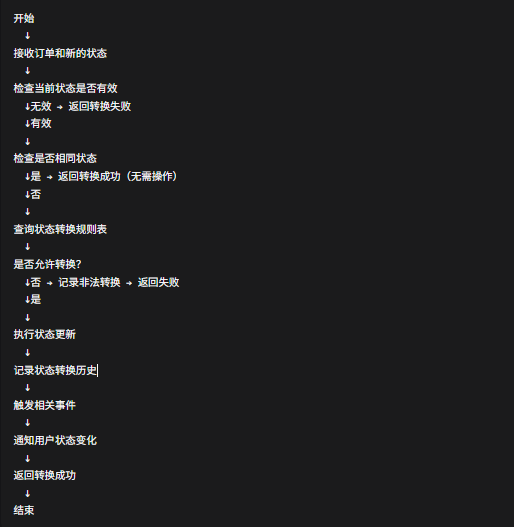 开始
↓
接收订单和新的状态
↓
检查当前状态是否有效
↓无效 → 返回转换失败
↓有效
↓
检查是否相同状态
↓是 → 返回转换成功（无需操作）
↓否
↓
查询状态转换规则表
↓
是否允许转换？
↓否 → 记录非法转换 → 返回失败
↓是
↓
执行状态更新
↓
记录状态转换历史
↓
触发相关事件
↓
通知用户状态变化
↓
返回转换成功
↓
结束